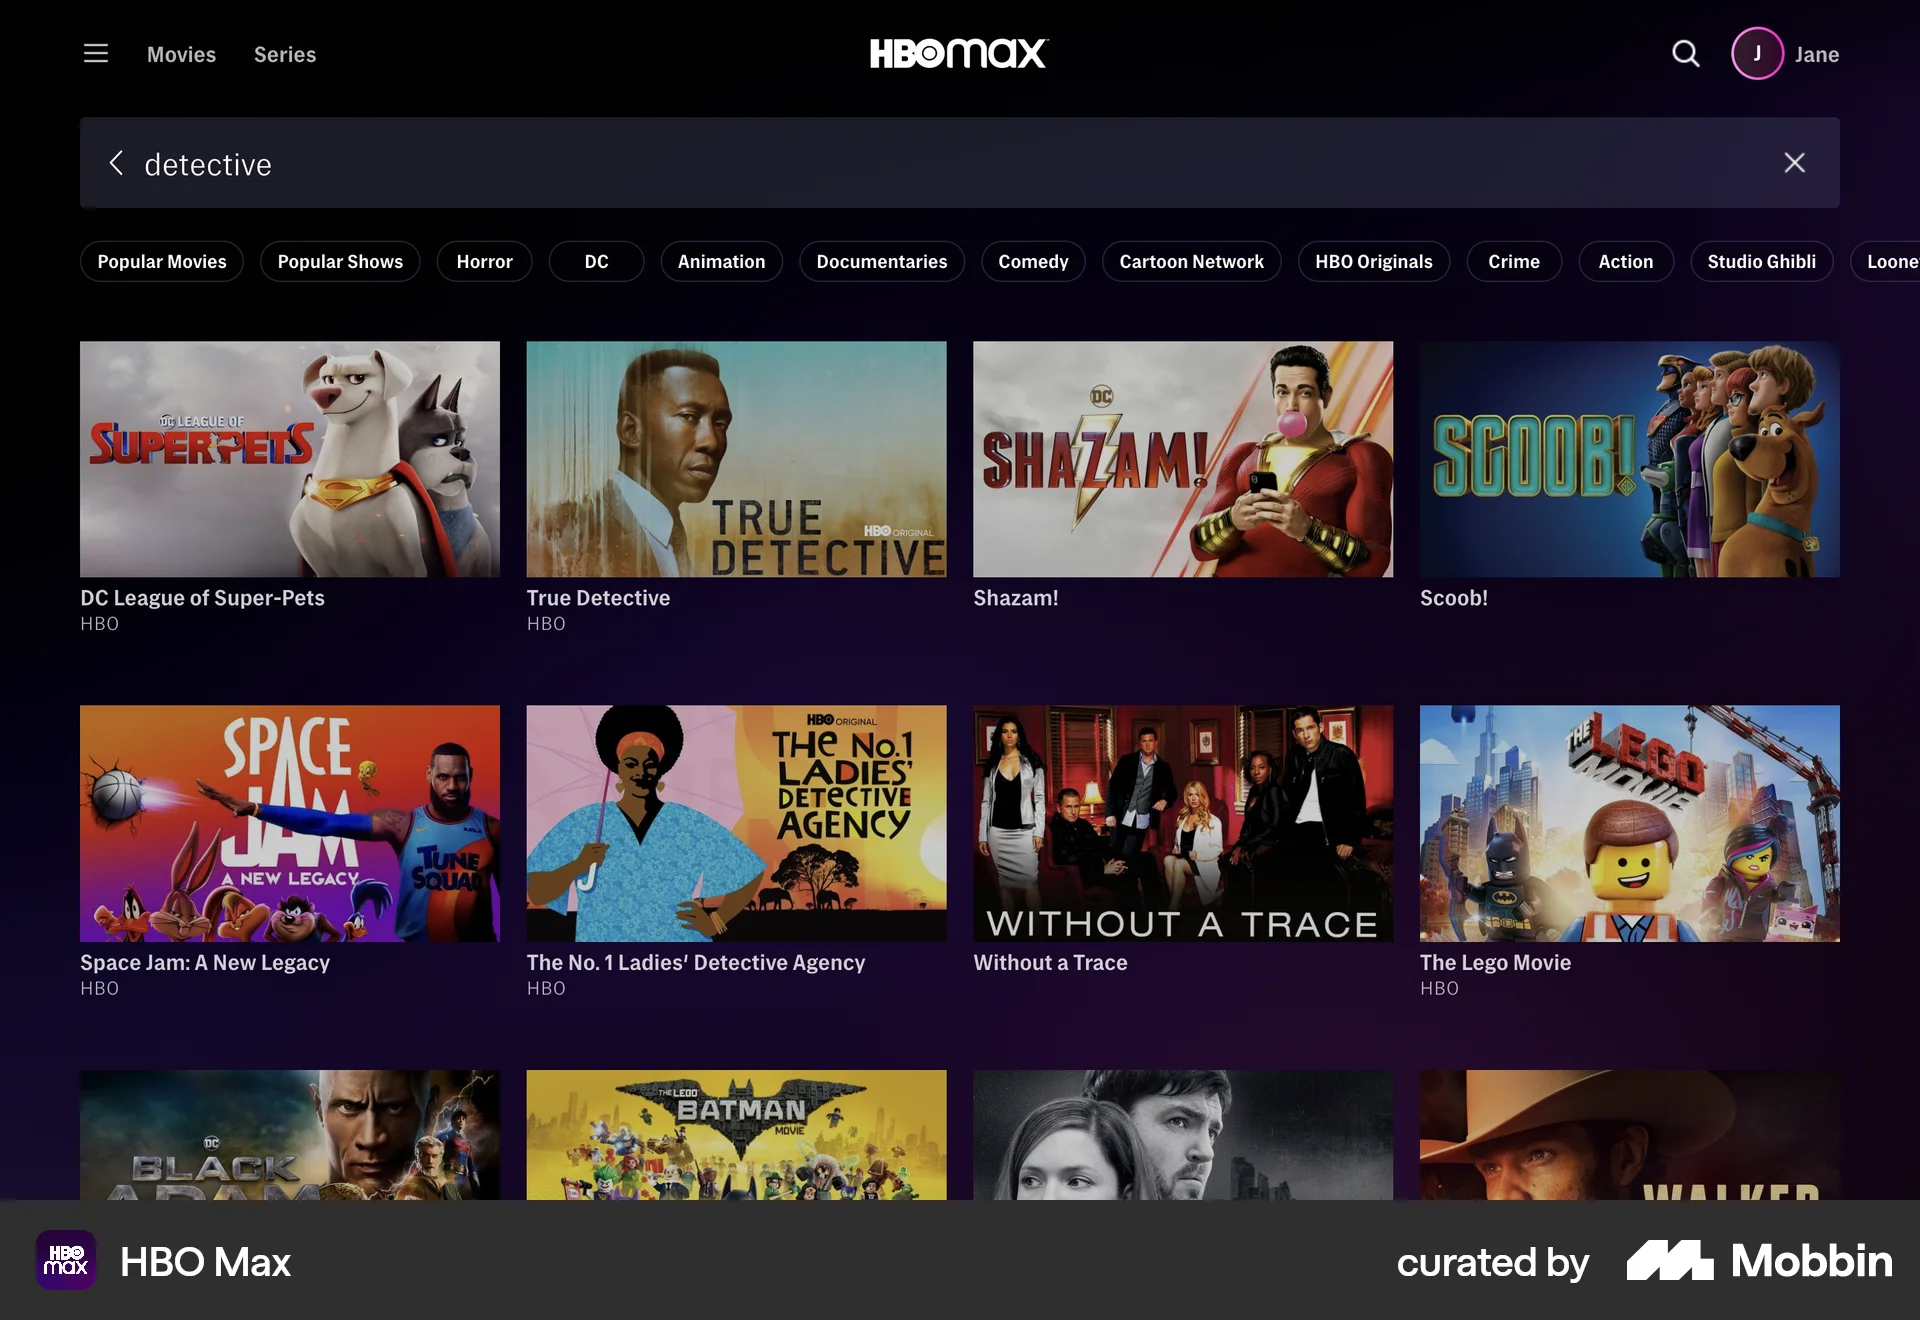 Movies
Series
HBOmax
J
Jane
detective
Popular Movies
Popular Shows
Horror
DC
Animation
Documentaries
Comedy
Cartoon Network
HBO Originals
Crime
Action
Studio Ghibli
Loone
DC LEAGUE OF
SUPER-PETS
TRUE
DETECTIVE
HBO ORIGINAL
DC
SHAZAM!
SCOOB!
DC League of Super-Pets
HBO
True Detective
HBO
Shazam!
Scoob!
SPACE
JAM
A NEW LEGACY
TUNE
SQUAD
HBO ORIGINAL
THE No.1
LADIES'
DETECTIVE
AGENCY
WITHOUT A TRACE
THE LEGO
MOVIE
Space Jam: A New Legacy
HBO
The No. 1 Ladies' Detective Agency
HBO
Without a Trace
The Lego Movie
HBO
DC
BLACK
ADAM
THE LEGO
BATMAN
MOVIE
WALKER
HBO
max
HBO Max
curated by
Mobbin